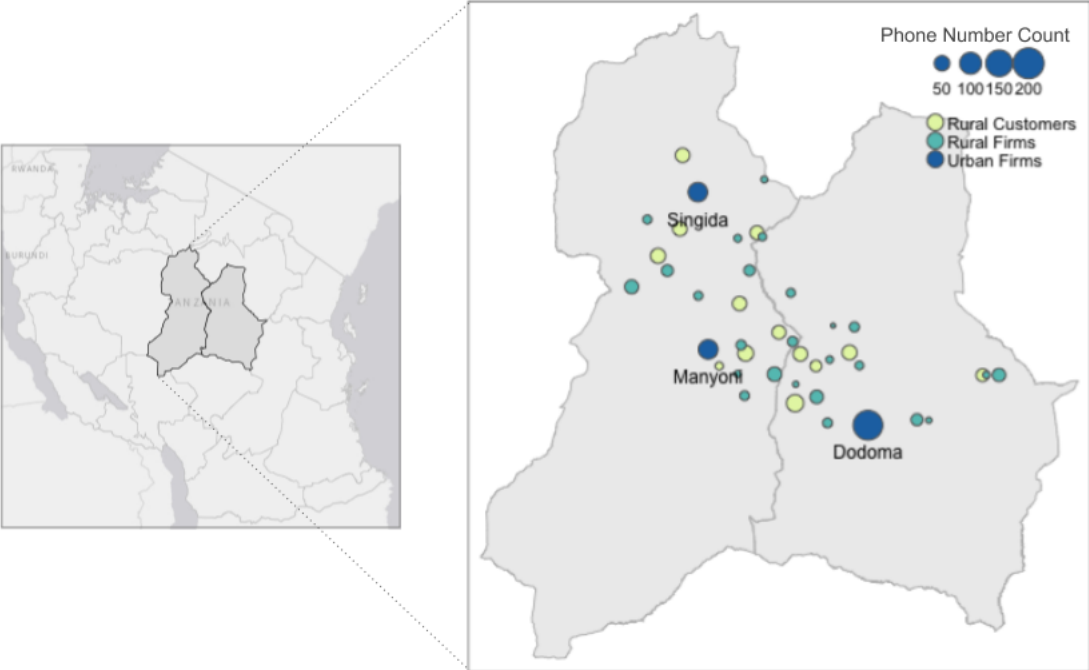 RWANDA
BURUNDI
TANZANIA
Phone Number Count
50 100 150 200
Rural Customers
Rural Firms
Urban Firms
Singida
Manyoni
Dodoma